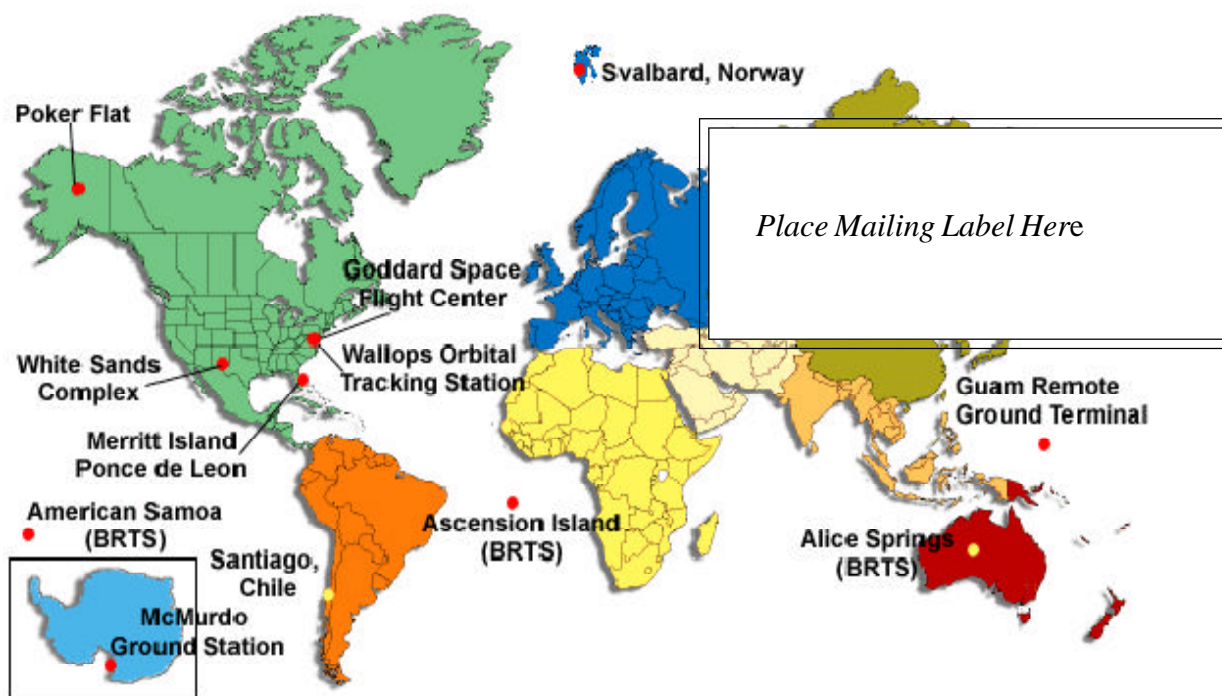 Svalbard, Norway
Poker Flat
Place Mailing Label Here
Goddard Space
Flight Center
White Sands
Complex
Wallops Orbital
Tracking Station
Guam Remote
Ground Terminal
Merritt Island
Ponce de Leon
American Samoa
(BRTS)
Ascension Island
(BRTS)
Alice Springs
(BRTS)
Santiago,
Chile
McMurdo
Ground Station